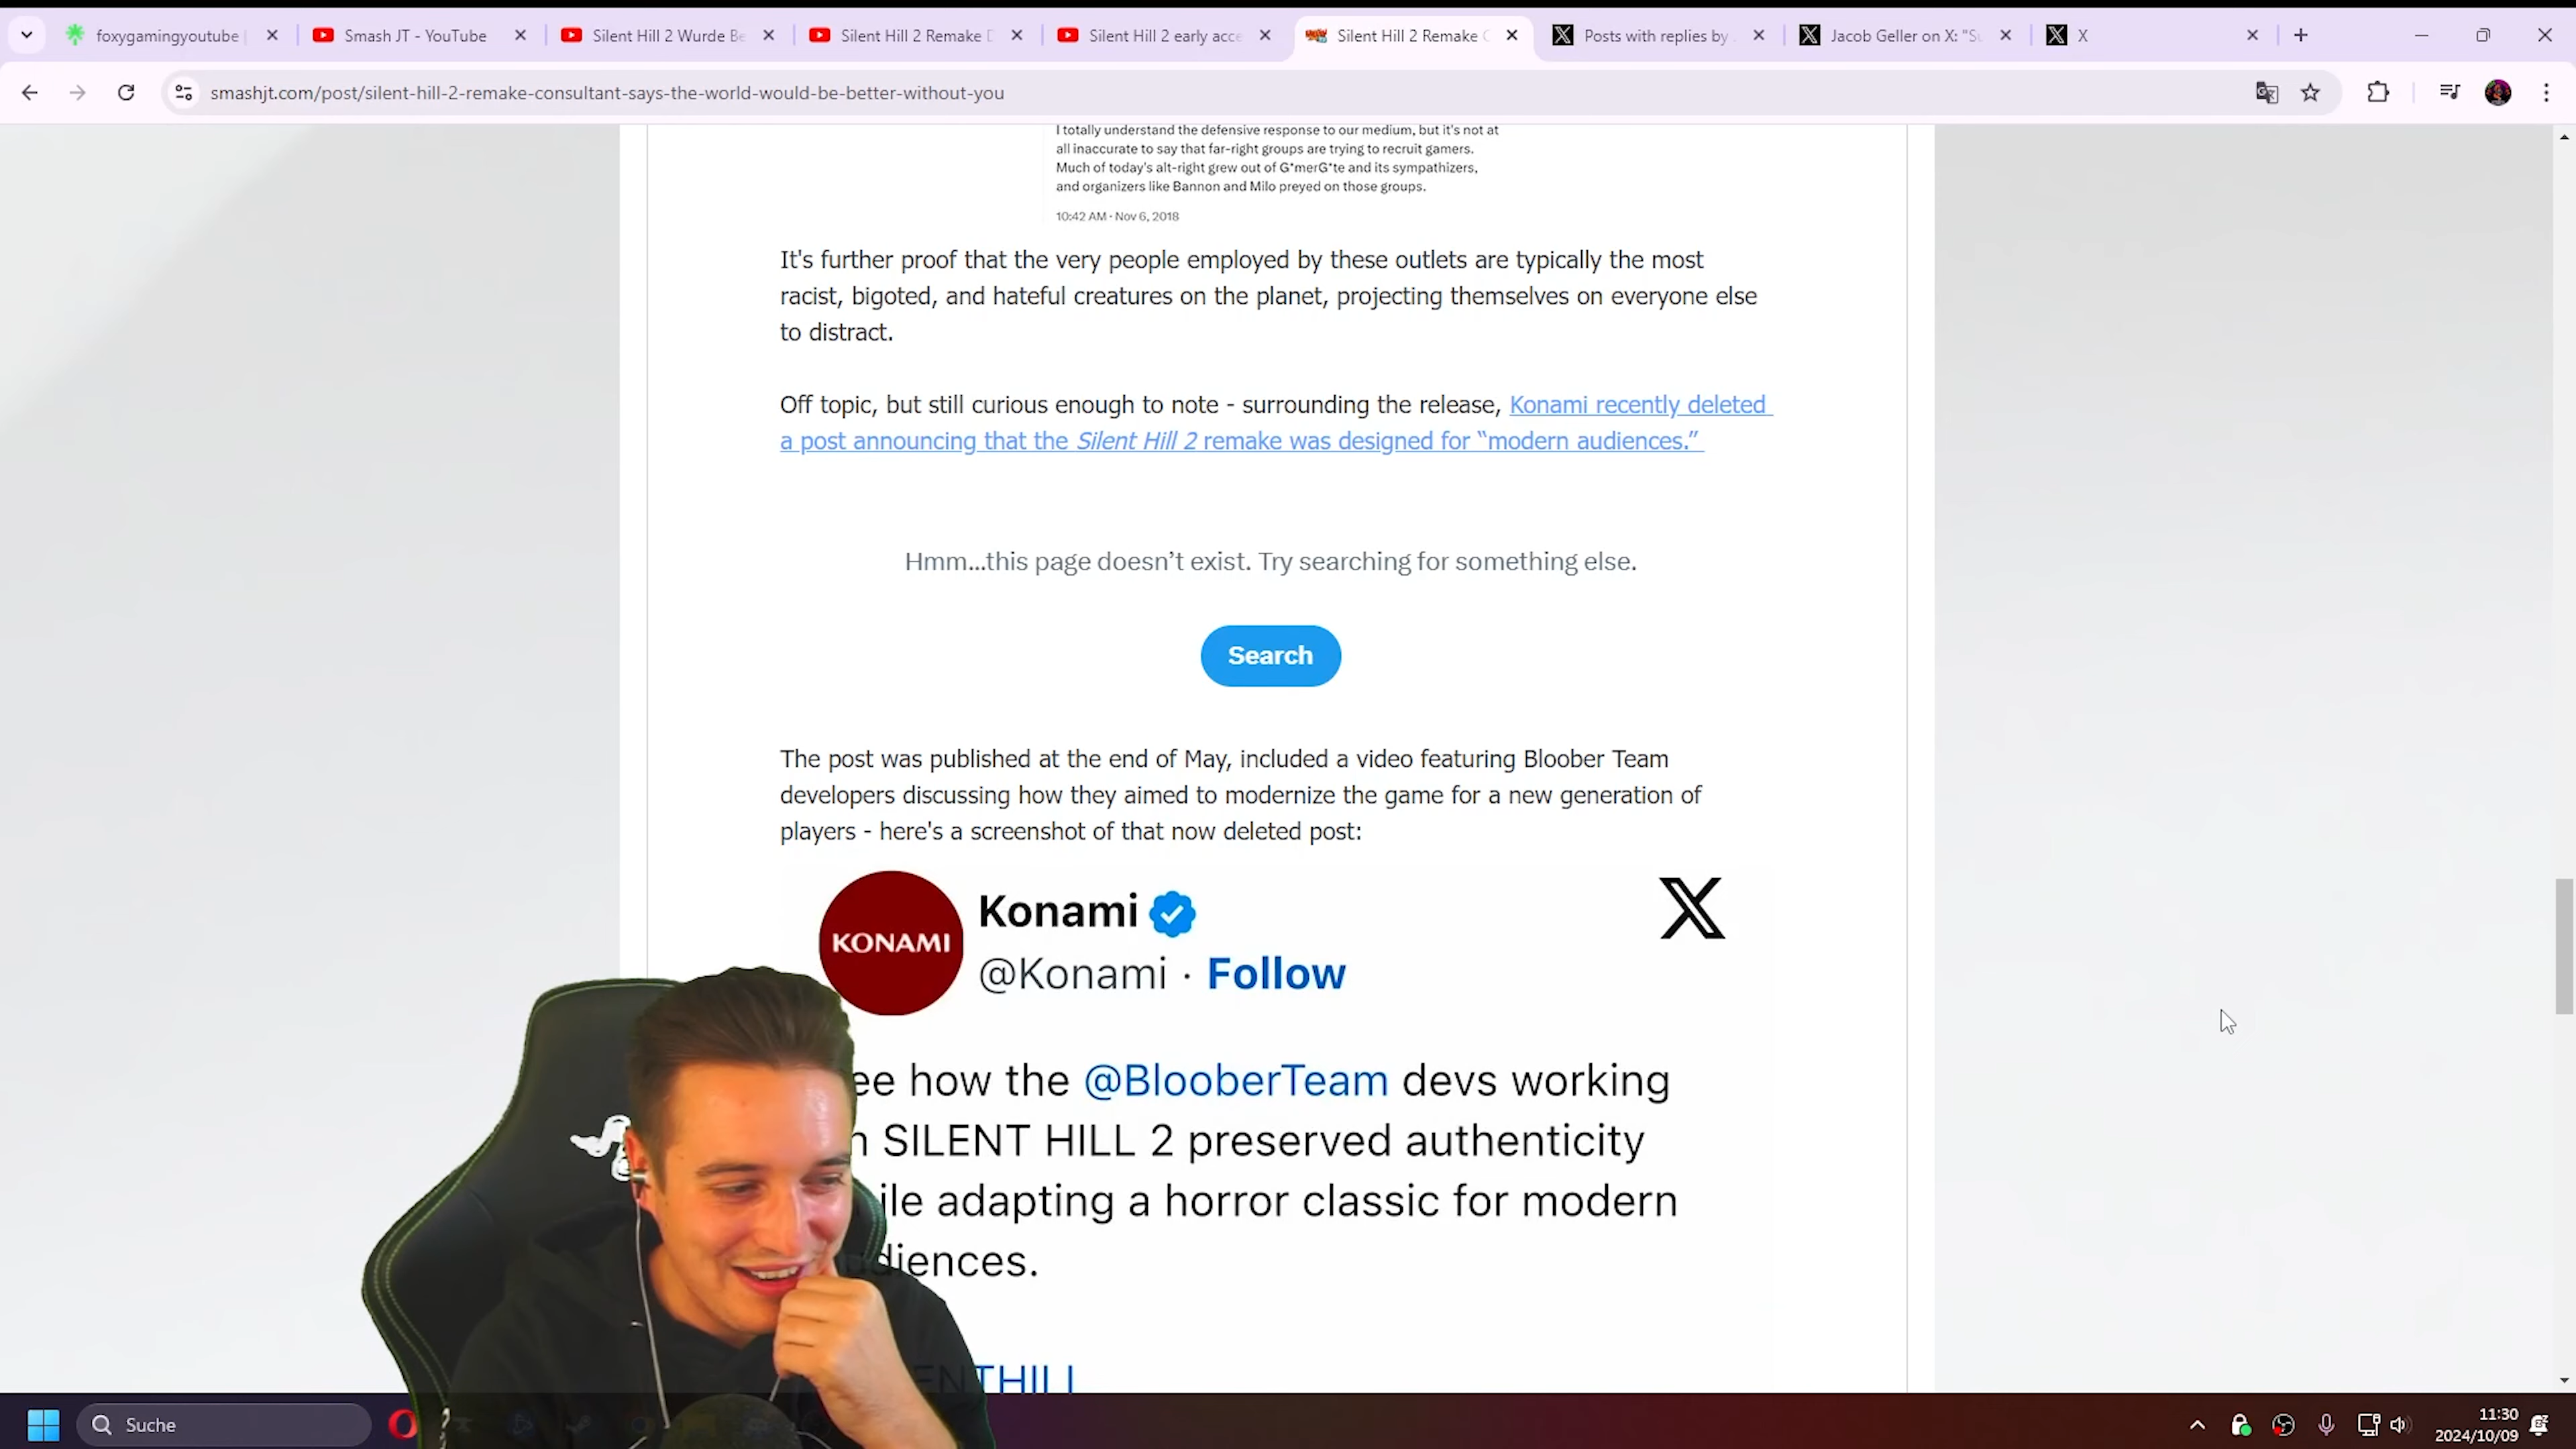 foxygamingyoutube
Smash JT - YouTube
Silent Hill 2 Wurde Be
Silent Hill 2 Remake D
Silent Hill 2 early acce
Silent Hill 2 Remake C
Posts with replies by
Jacob Geller on X: "Su
X
smashjt.com/post/silent-hill-2-remake-consultant-says-the-world-would-be-better-without-you
I totally understand the defensive response to our medium, but it's not at
all inaccurate to say that far-right groups are trying to recruit gamers.
Much of today's alt-right grew out of G*merG*te and its sympathizers,
and organizers like Bannon and Milo preyed on those groups.
10:42 AM · Nov 6, 2018
It's further proof that the very people employed by these outlets are typically the most
racist, bigoted, and hateful creatures on the planet, projecting themselves on everyone else
to distract.
Off topic, but still curious enough to note - surrounding the release, Konami recently deleted
a post announcing that the Silent Hill 2 remake was designed for “modern audiences.”
Hmm...this page doesn’t exist. Try searching for something else.
Search
The post was published at the end of May, included a video featuring Bloober Team
developers discussing how they aimed to modernize the game for a new generation of
players - here's a screenshot of that now deleted post:
KONAMI
Konami
@Konami · Follow
ee how the @BlooberTeam devs working
n SILENT HILL 2 preserved authenticity
ile adapting a horror classic for modern
diences.
ENTHILL
Suche
11:30
2024/10/09